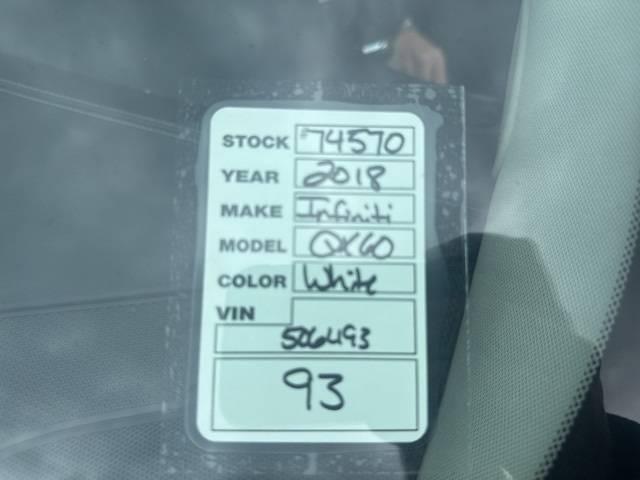 STOCK #74570
YEAR 2018
MAKE Infiniti
MODEL QX60
COLOR White
VIN
506493
93